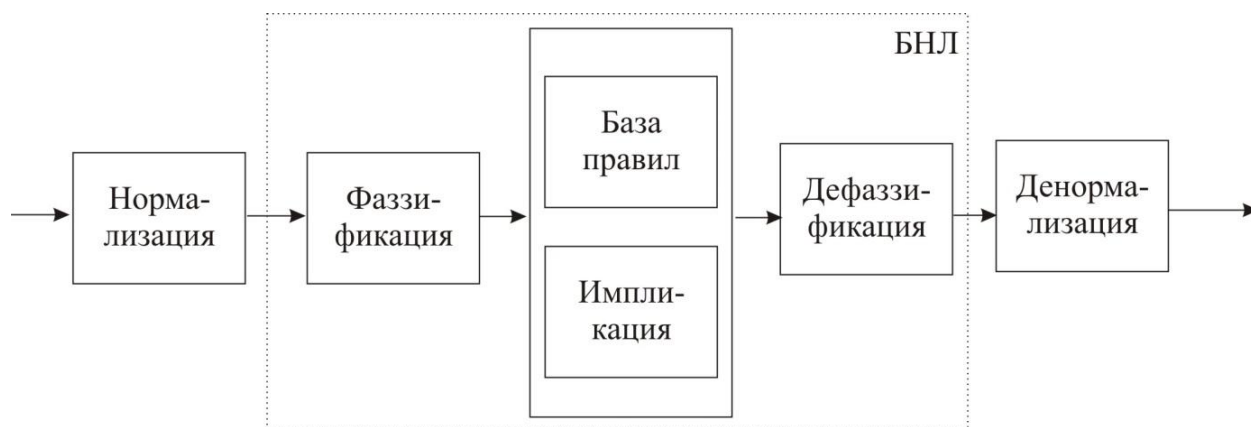 БНЛ
Норма-
лизация
Фаззи-
фикация
База
правил
Импли-
кация
Дефаззи-
фикация
Денорма-
лизация